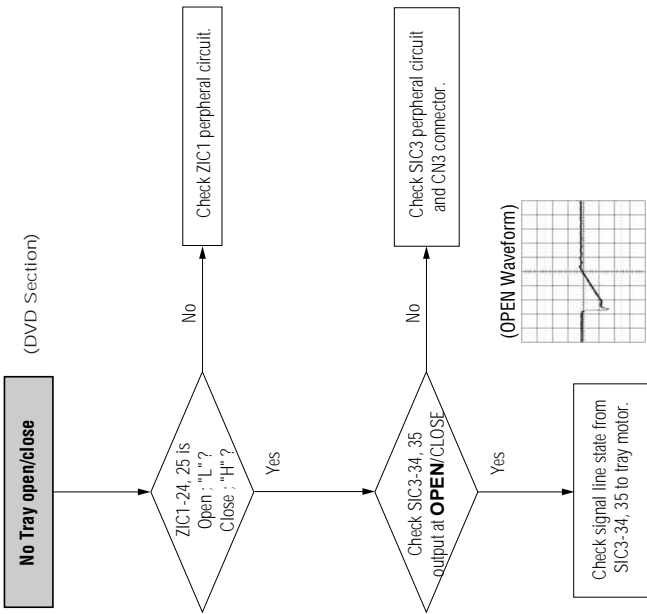 (DVD Section)
No Tray open/close
ZIC1-24, 25 is
Open ; "L" ?
Close ; "H" ?
No
Check ZIC1 perpheral circuit.
Yes
Check SIC3-34, 35
output at OPEN/CLOSE
No
Check SIC3 perpheral circuit
and CN3 connector.
Yes
(OPEN Waveform)
Check signal line state from
SIC3-34, 35 to tray motor.